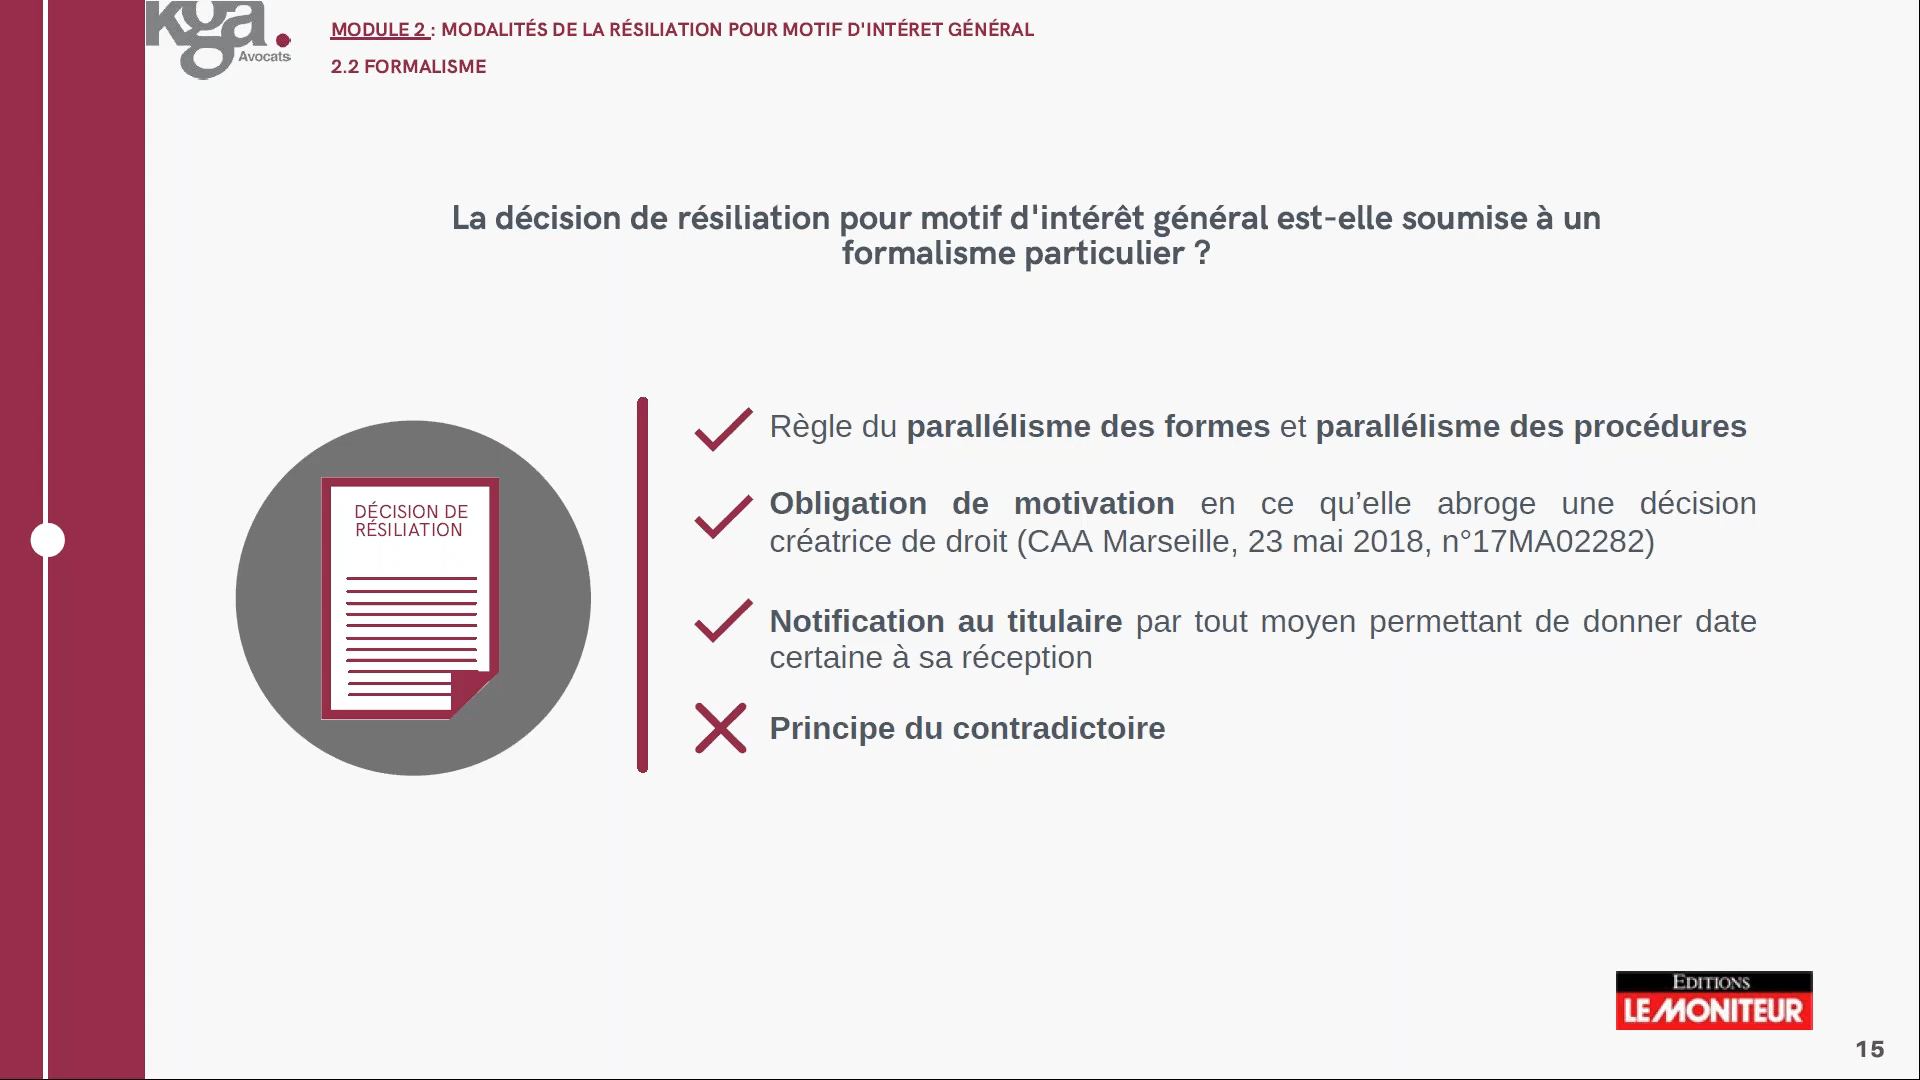 kga.
Avocats
MODULE 2 : MODALITÉS DE LA RÉSILIATION POUR MOTIF D'INTÉRET GÉNÉRAL
2.2 FORMALISME
La décision de résiliation pour motif d'intérêt général est-elle soumise à un
formalisme particulier ?
DÉCISION DE
RÉSILIATION
Règle du parallélisme des formes et parallélisme des procédures
Obligation de motivation en ce qu’elle abroge une décision
créatrice de droit (CAA Marseille, 23 mai 2018, n°17MA02282)
Notification au titulaire par tout moyen permettant de donner date
certaine à sa réception
Principe du contradictoire
EDITIONS
LE MONITEUR
15